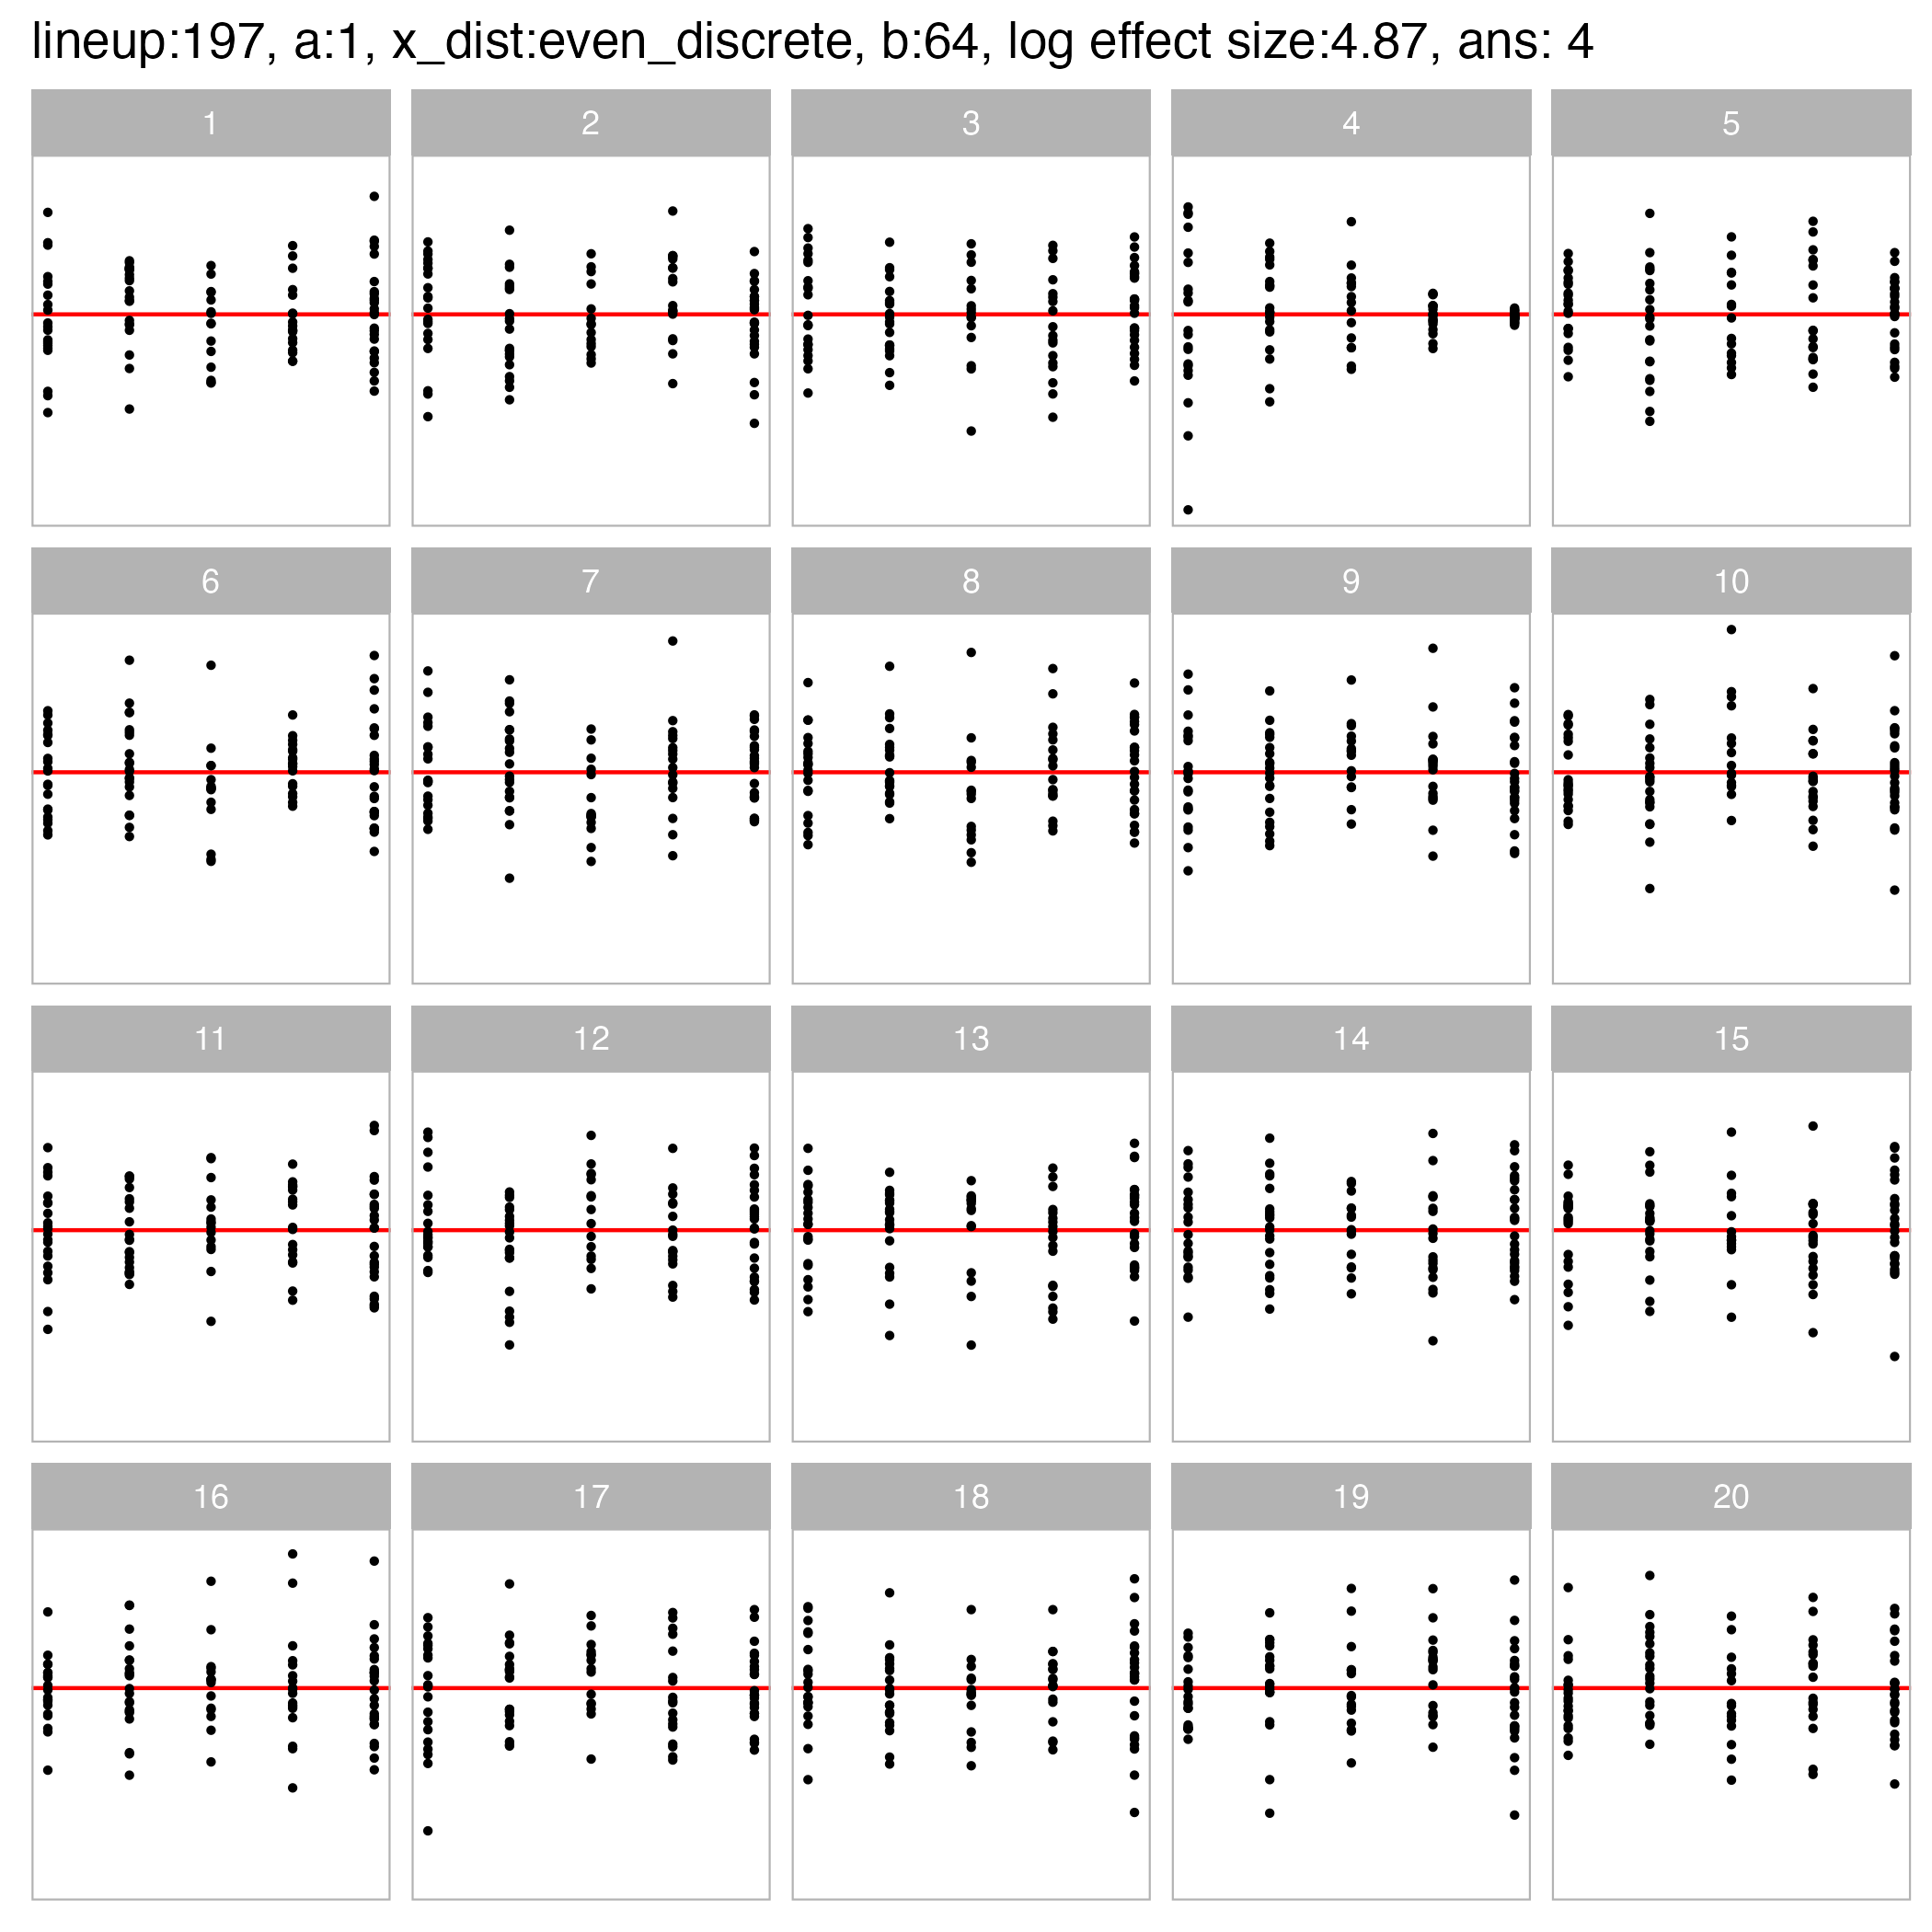 lineup:197, a:1, x_dist:even_discrete, b:64, log effect size:4.87, ans: 4
1 2 3 4 5
6 7 8 9 10
11 12 13 14 15
16 17 18 19 20